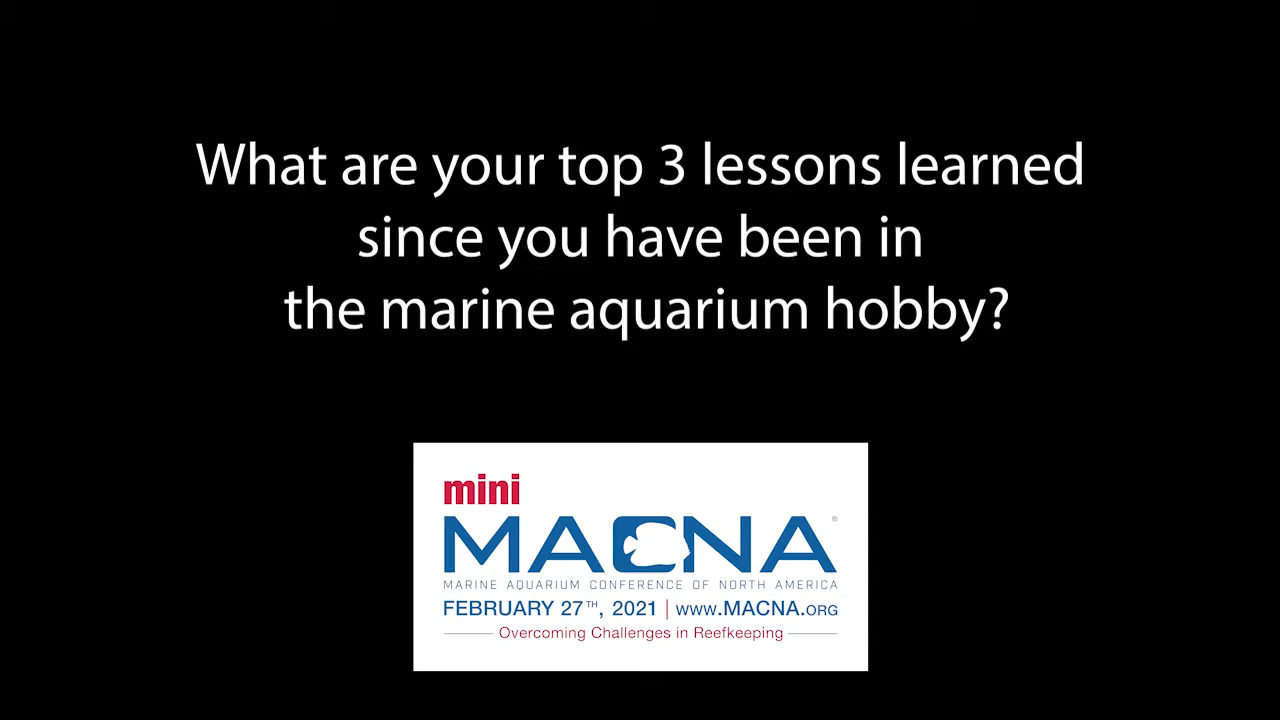 What are your top 3 lessons learned
since you have been in
the marine aquarium hobby?
mini
MACNA®
MARINE AQUARIUM CONFERENCE OF NORTH AMERICA
FEBRUARY 27TH, 2021 | WWW.MACNA.ORG
Overcoming Challenges in Reefkeeping